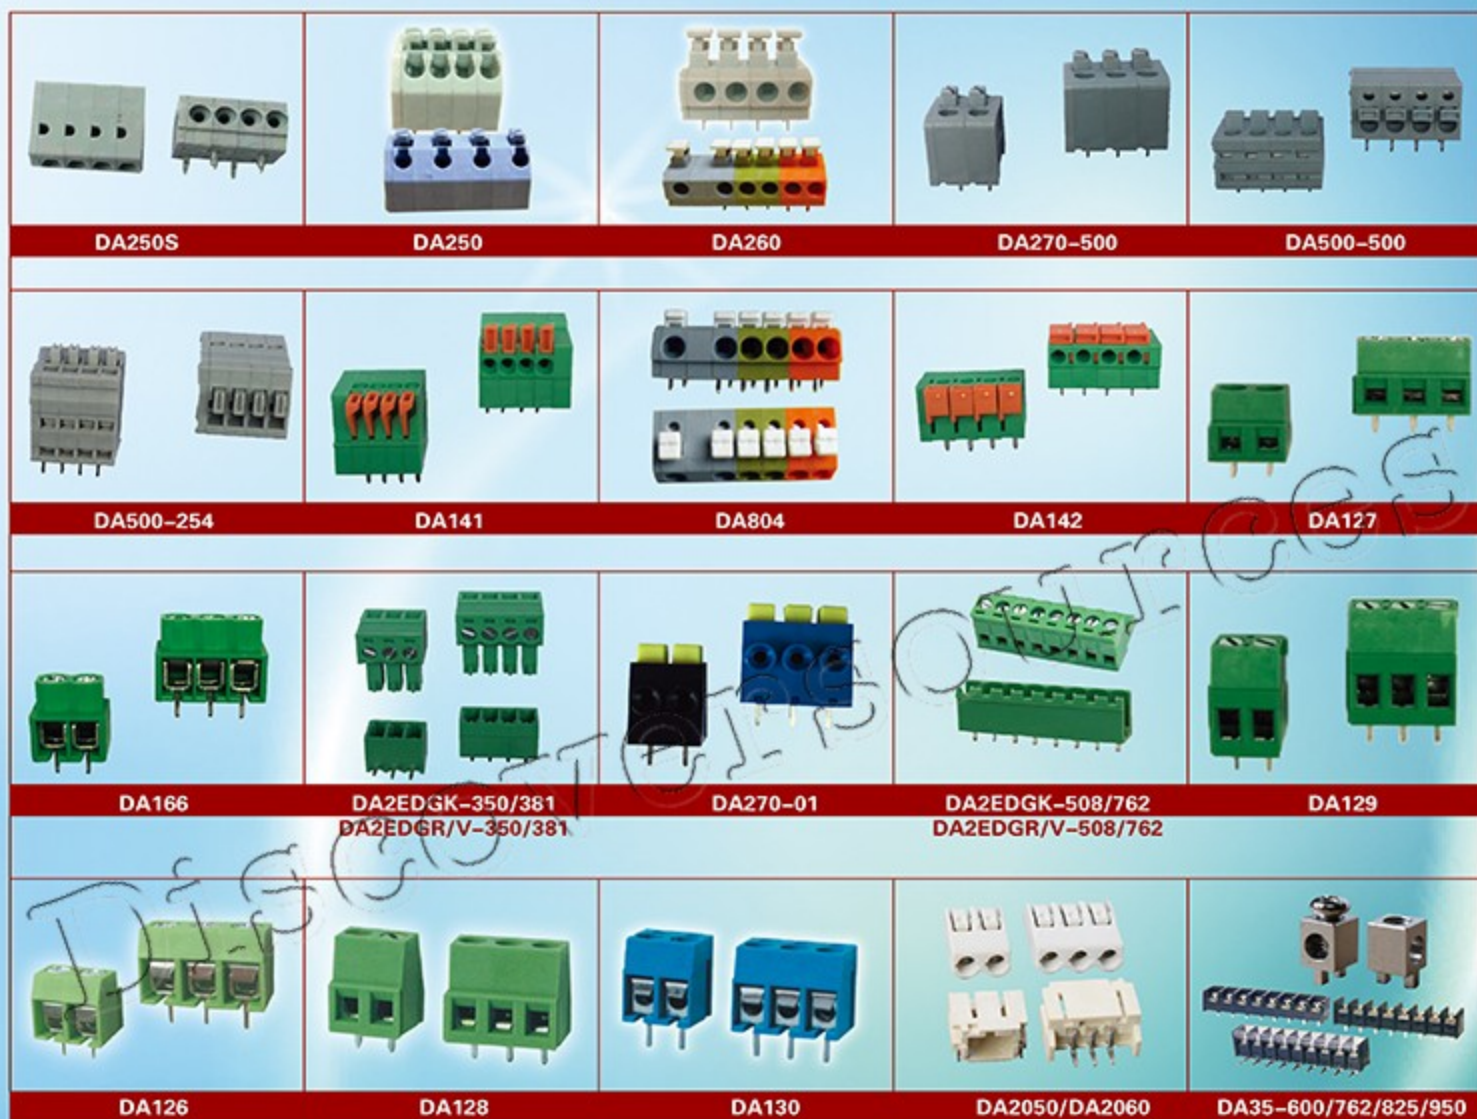 DA250S
DA250
DA260
DA270-500
DA500-500
DA500-254
DA141
DA804
DA142
DA127
DA166
DA2EDGK-350/381
DA2EDGR/V-350/381
DA270-01
DA2EDGK-508/762
DA2EDGR/V-508/762
DA129
DA126
DA128
DA130
DA2050/DA2060
DA35-600/762/825/950
Discoversources